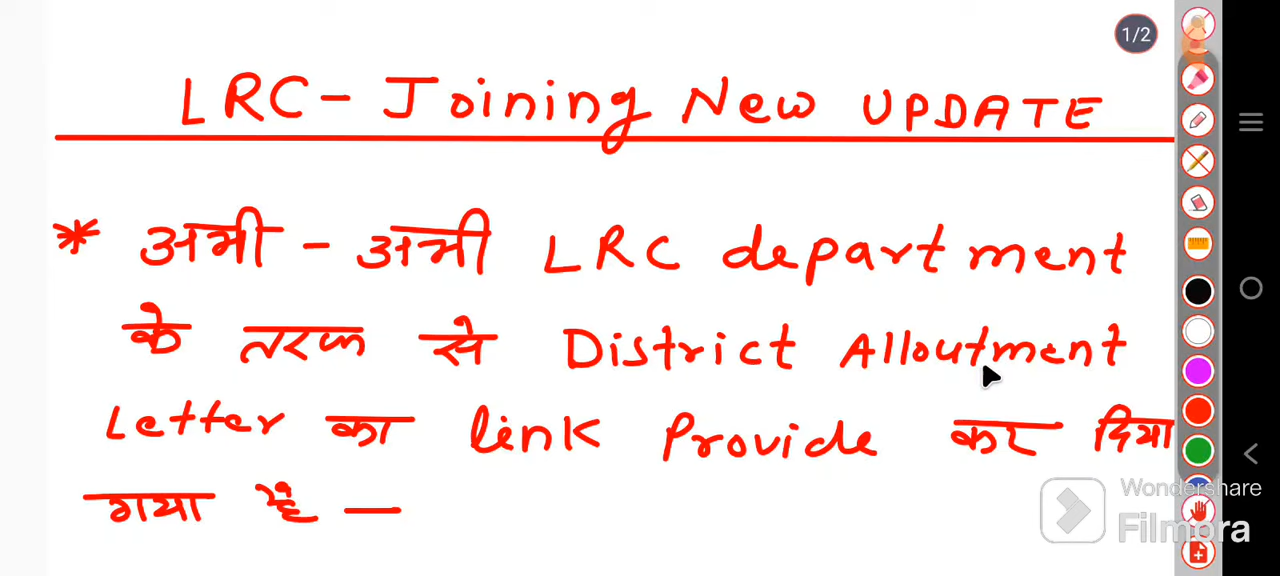 1/2
LRC - Joining New UPDATE
* अभी - अभी LRC department
के तरफ से District Alloutment
Letter का link Provide कर दिया
गया है —
Wondershare
Filmora